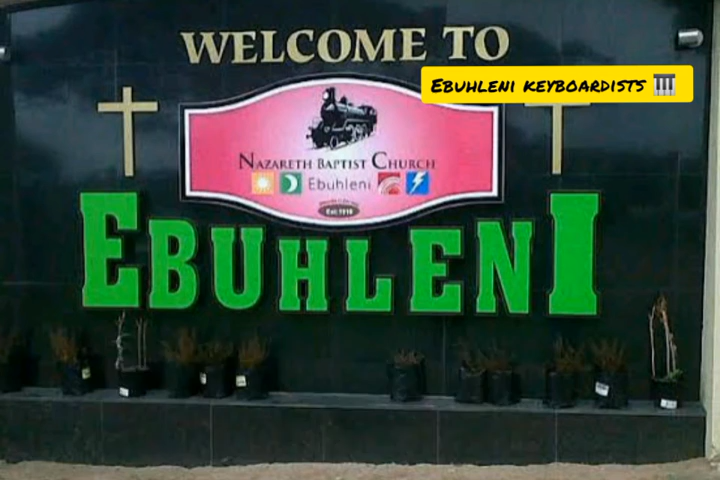 WELCOME TO
EBUHLENI KEYBOARDISTS 🎹
NAZARETH BAPTIST CHURCH
Ebuhleni
Est:1910
EBUHLENI